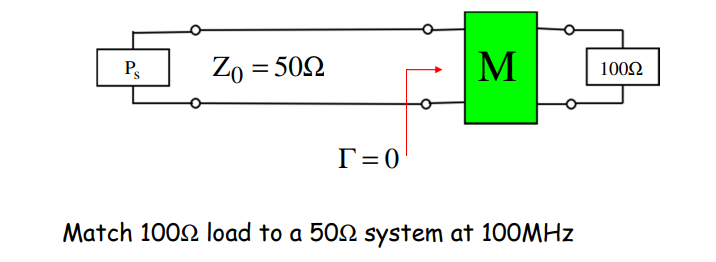 Pₛ
Z₀ = 50Ω
M
100Ω
Γ = 0
Match 100Ω load to a 50Ω system at 100MHz